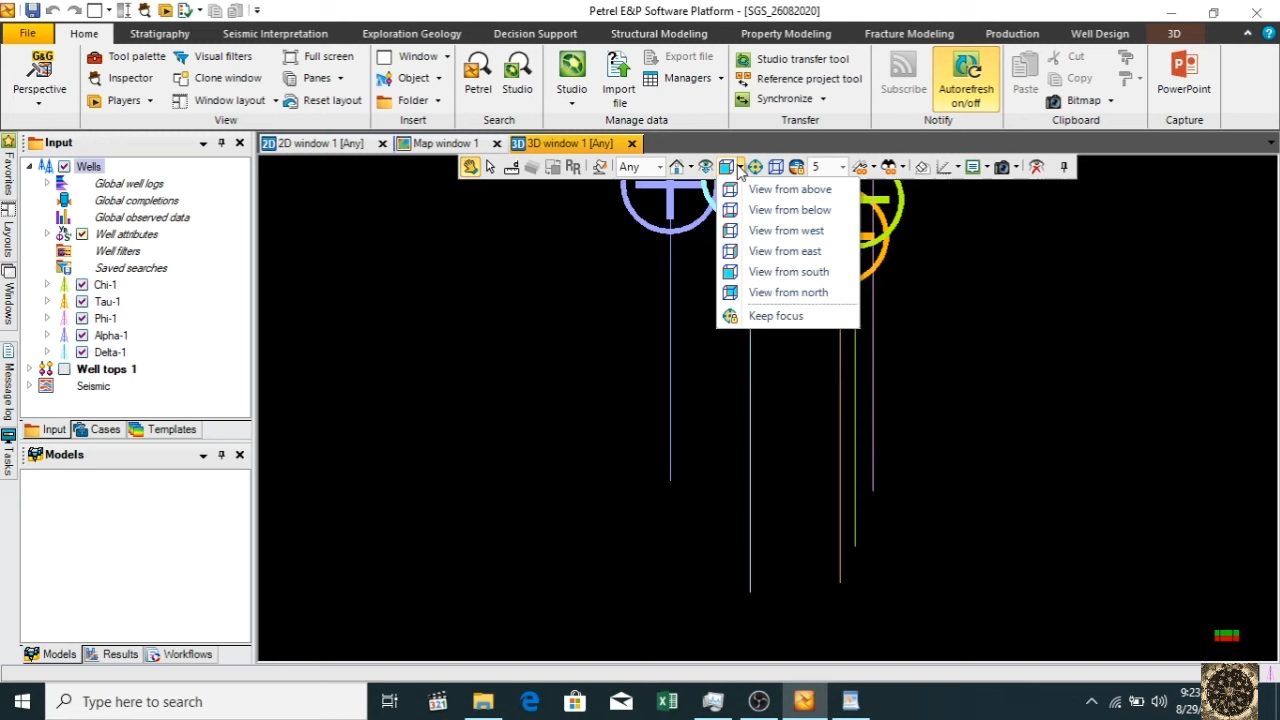 Petrel E&P Software Platform - [SGS_26082020]
File
Home
Stratigraphy
Seismic Interpretation
Exploration Geology
Decision Support
Structural Modeling
Property Modeling
Fracture Modeling
Production
Well Design
3D
G&G
Perspective
Tool palette
Inspector
Players
Visual filters
Clone window
Window layout
Full screen
Panes
Reset layout
View
Window
Object
Folder
Insert
Petrel
Studio
Search
Studio
Import
file
Export file
Managers
Manage data
Studio transfer tool
Reference project tool
Synchronize
Transfer
Subscribe
Autorefresh
on/off
Notify
Paste
Cut
Copy
Bitmap
Clipboard
PowerPoint
Capture
Input
2D 2D window 1 [Any]
Map window 1
3D 3D window 1 [Any]
Any
5
Favorites
Layouts
Windows
Message log
Tasks
Wells
Global well logs
Global completions
Global observed data
Well attributes
Well filters
Saved searches
Chi-1
Tau-1
Phi-1
Alpha-1
Delta-1
Well tops 1
Seismic
Input
Cases
Templates
Models
Models
Results
Workflows
View from above
View from below
View from west
View from east
View from south
View from north
Keep focus
Type here to search
321
9:23
8/29/